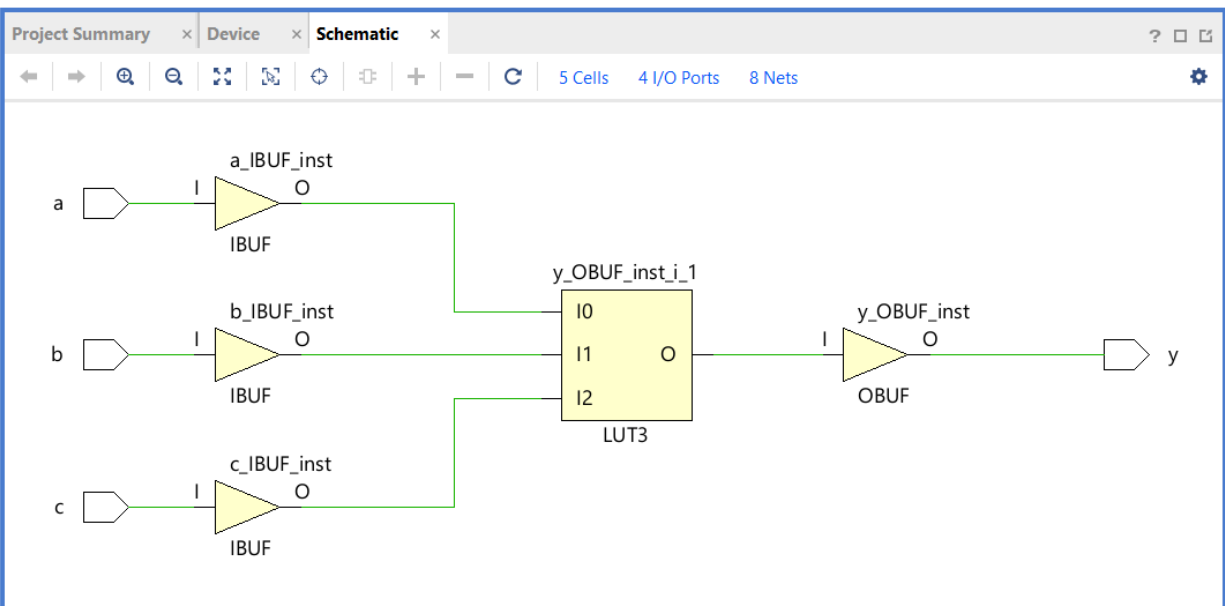 Project Summary × Device × Schematic × ?
5 Cells 4 I/O Ports 8 Nets
a_IBUF_inst
a I O
IBUF
y_OBUF_inst_i_1
b_IBUF_inst
I0
y_OBUF_inst
b I O
I1 O
I O
y
IBUF
OBUF
I2
LUT3
c_IBUF_inst
c I O
IBUF